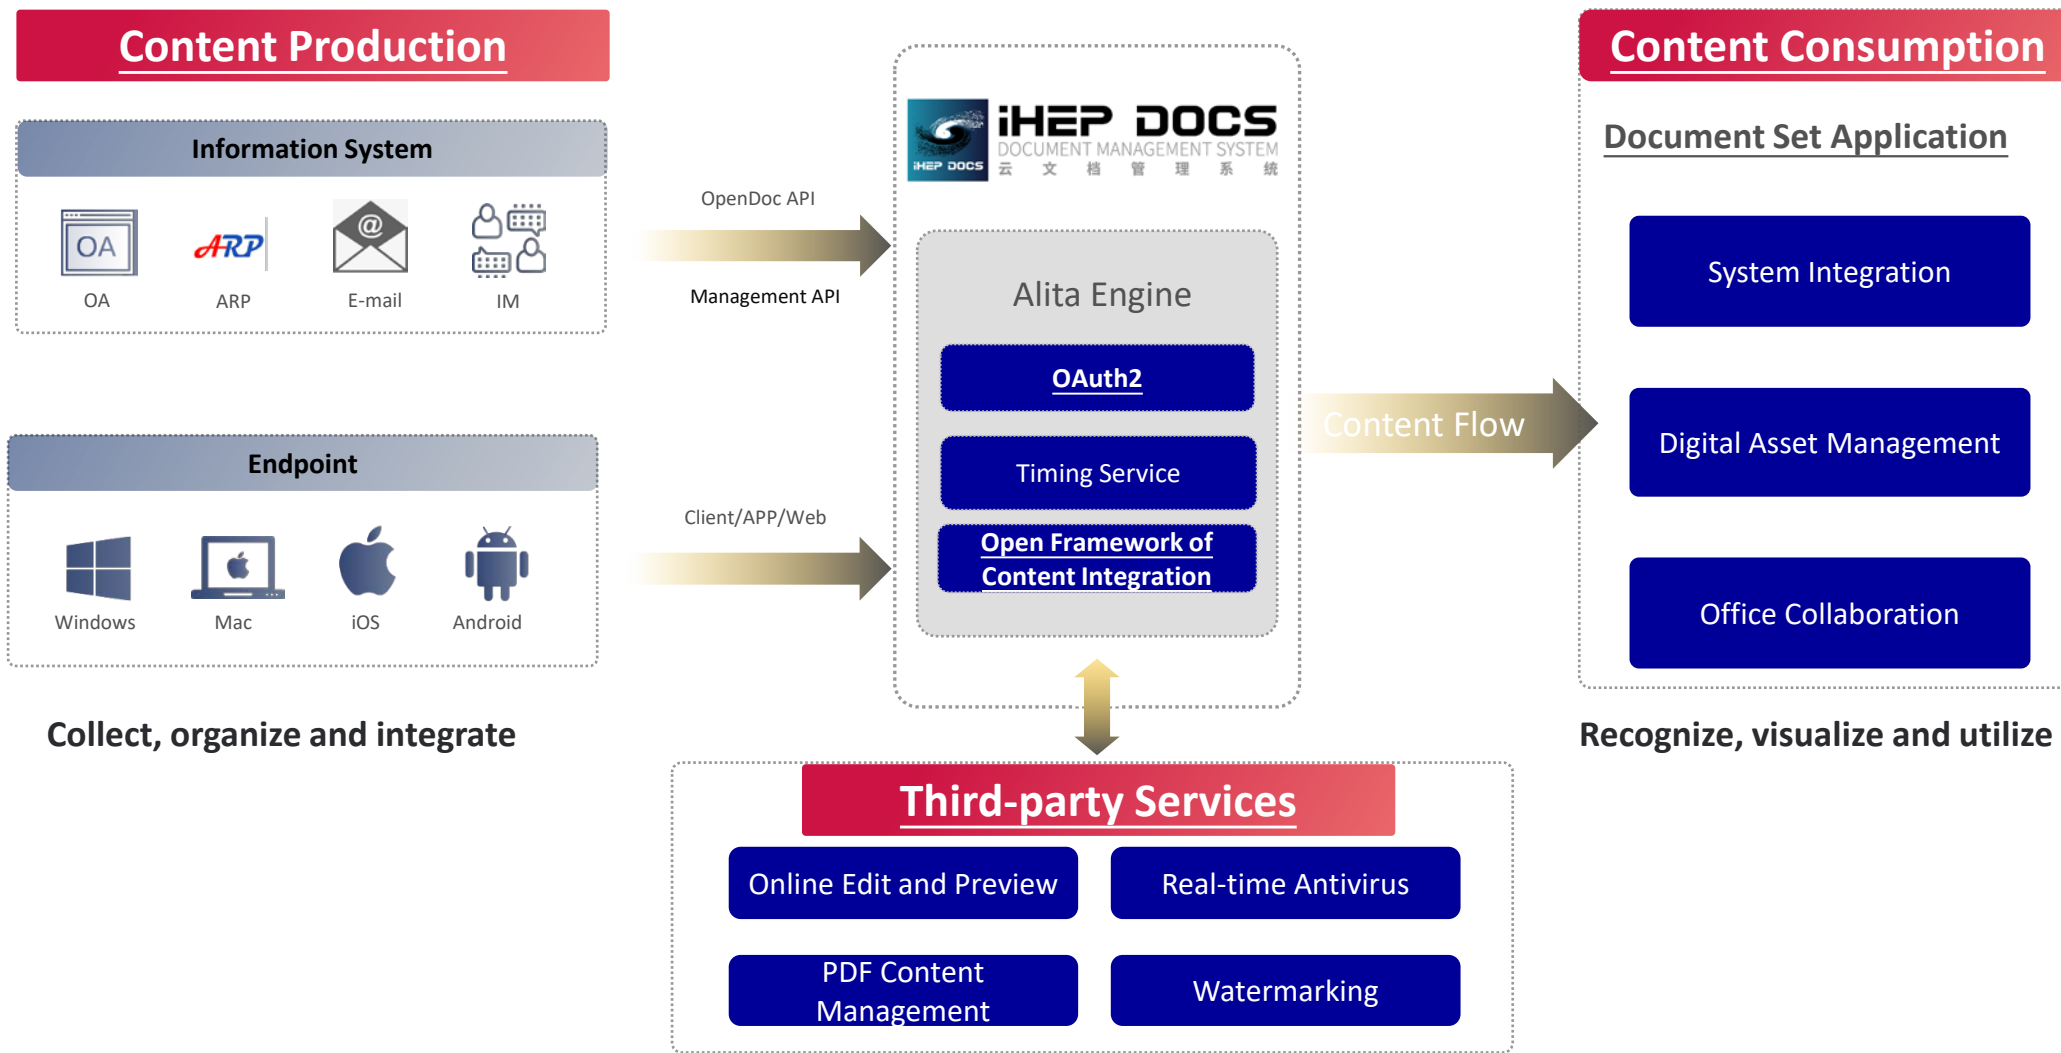 Content Production
Information System
OA
ARP
@
OA
ARP
E-mail
IM
Endpoint
Windows
Mac
iOS
Android
Collect, organize and integrate
OpenDoc API
Management API
Client/APP/Web
iHEP DOCS
iHEP DOCS
DOCUMENT MANAGEMENT SYSTEM
云文档管理系统
Alita Engine
OAuth2
Timing Service
Open Framework of
Content Integration
Content Flow
Content Consumption
Document Set Application
System Integration
Digital Asset Management
Office Collaboration
Recognize, visualize and utilize
Third-party Services
Online Edit and Preview
Real-time Antivirus
PDF Content
Management
Watermarking